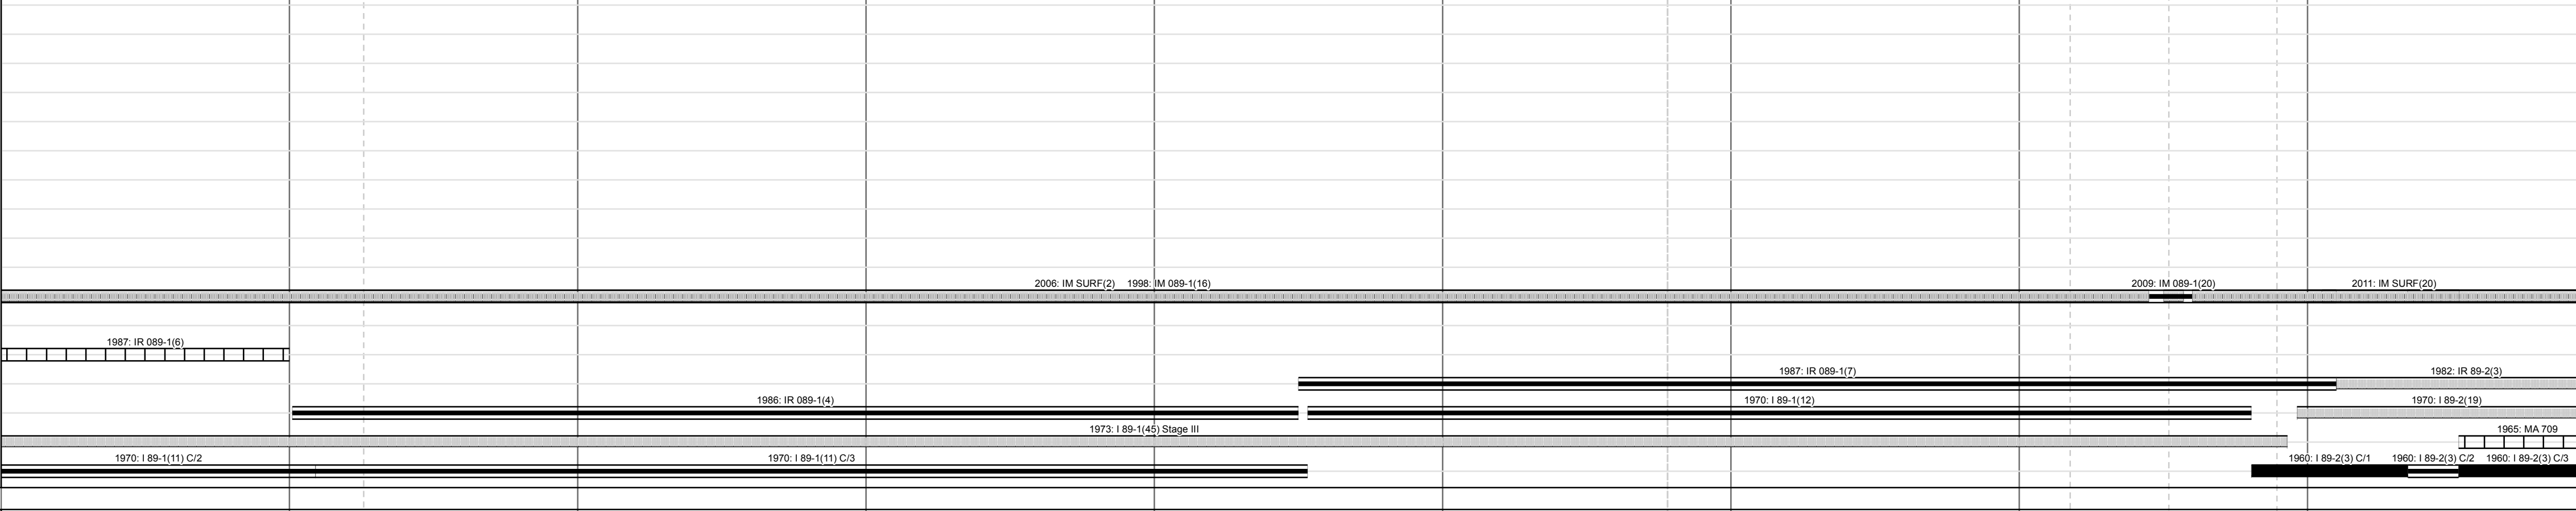 2006: IM SURF(2) 1998: IM 089-1(16) 2009: IM 089-1(20) 2011: IM SURF(20)
1987: IR 089-1(6)
1987: IR 089-1(7) 1982: IR 89-2(3)
1986: IR 089-1(4) 1970: I 89-1(12) 1970: I 89-2(19)
1973: I 89-1(45) Stage III 1965: MA 709
1970: I 89-1(11) C/2 1970: I 89-1(11) C/3 1960: I 89-2(3) C/1 1960: I 89-2(3) C/2 1960: I 89-2(3) C/3